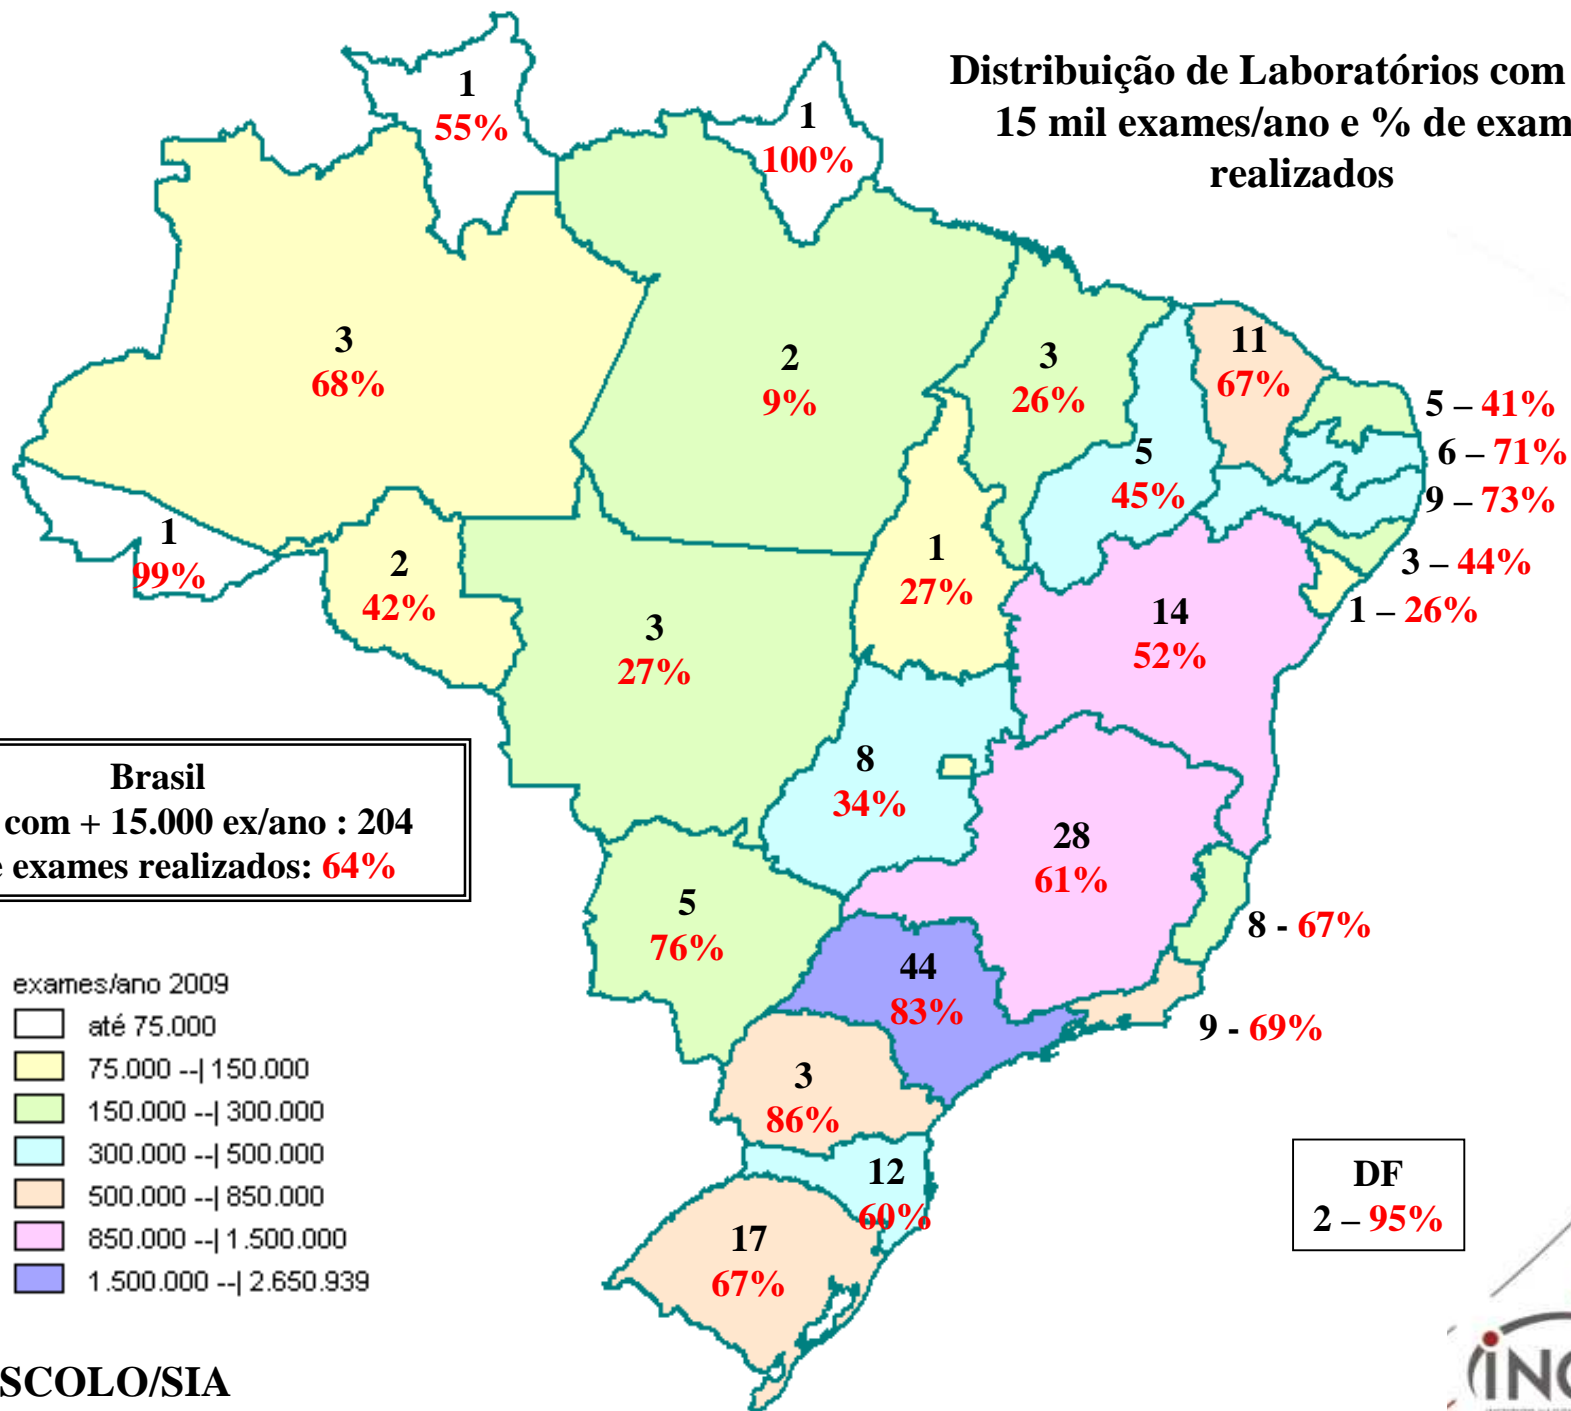 Distribuição de Laboratórios com
15 mil exames/ano e % de exam
realizados
1
55%
1
100%
3
68%
2
9%
3
26%
11
67%
5
45%
5 – 41%
6 – 71%
9 – 73%
3 – 44%
1 – 26%
1
99%
2
42%
1
27%
14
52%
3
27%
8
34%
28
61%
5
76%
8 - 67%
44
83%
9 - 69%
3
86%
12
60%
17
67%
Brasil
com + 15.000 ex/ano : 204
e exames realizados: 64%
exames/ano 2009
até 75.000
75.000 --| 150.000
150.000 --| 300.000
300.000 --| 500.000
500.000 --| 850.000
850.000 --| 1.500.000
1.500.000 --| 2.650.939
DF
2 – 95%
SCOLO/SIA
INC